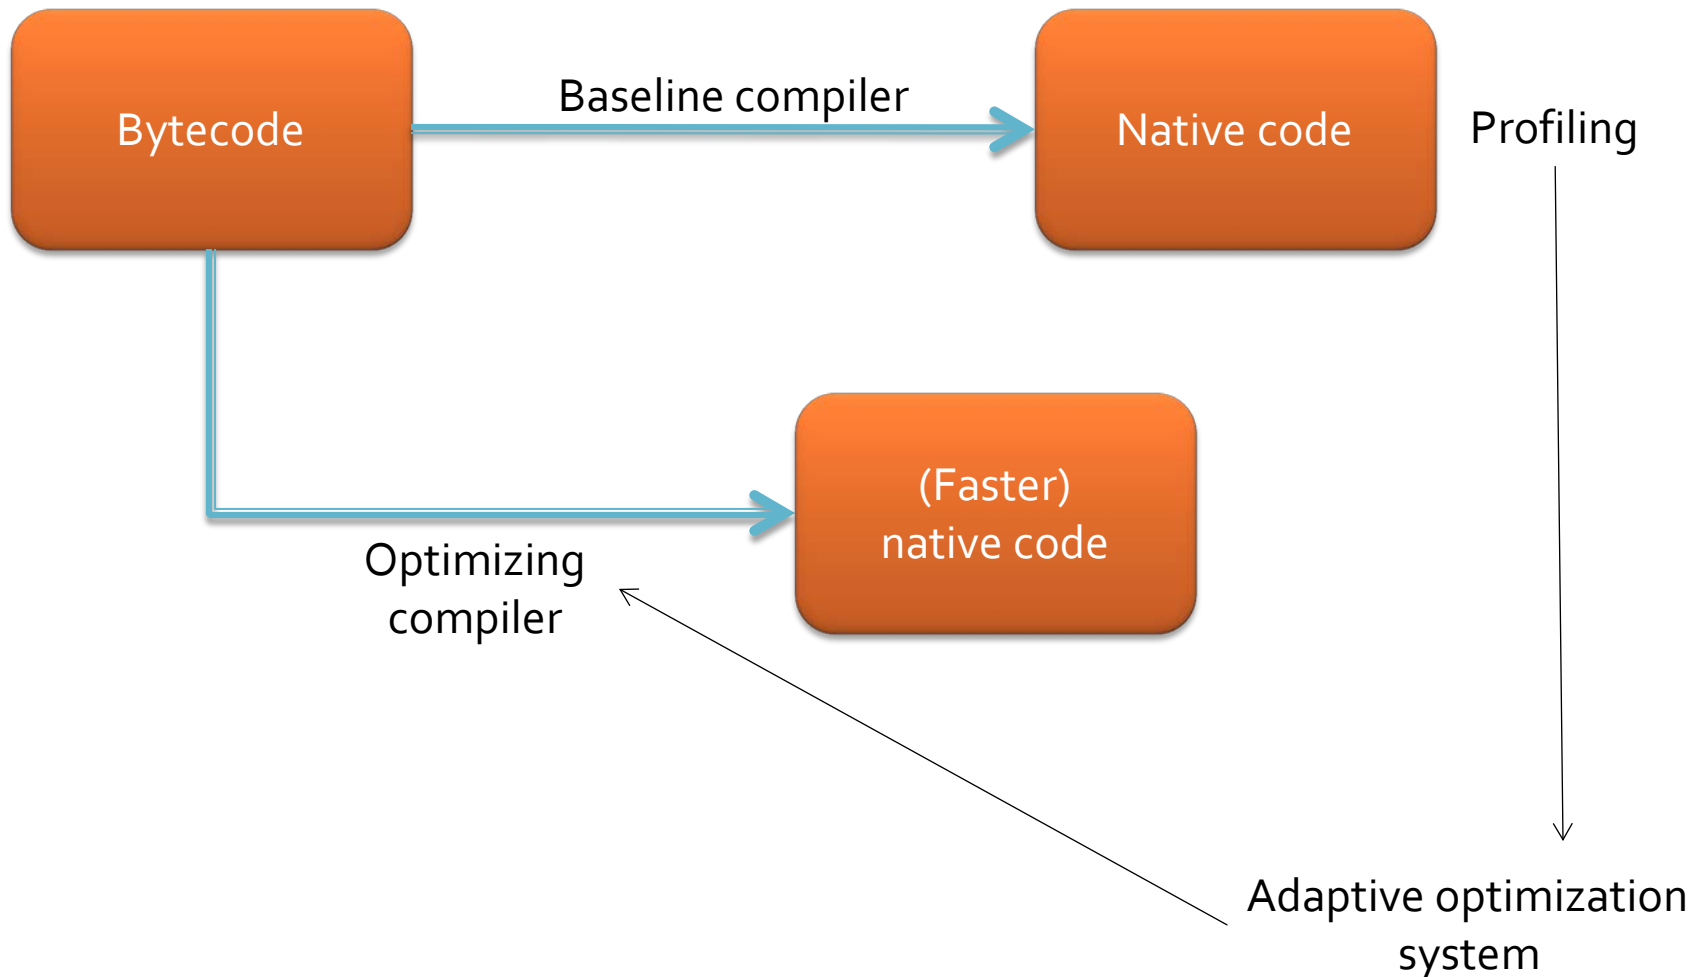 Bytecode
Baseline compiler
Native code
Profiling
(Faster)
native code
Optimizing
compiler
Adaptive optimization
system